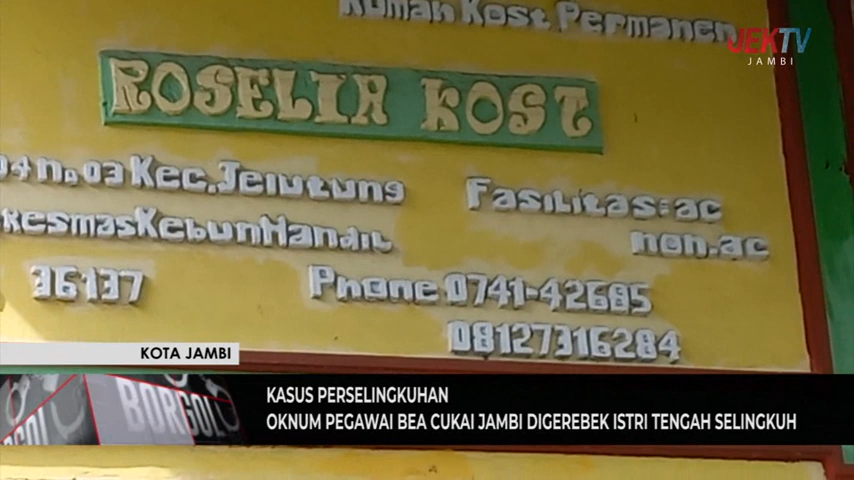 Rumah Kost Permanen
JEKTV
JAMBI
ROSELIA KOST
04 no 03 Kec.Jelutung
Fasilitas:ac
kesmasKebunHandil
non.ac
36137
Phone 0741-42685
08127316284
KOTA JAMBI
BORGOL
KASUS PERSELINGKUHAN
OKNUM PEGAWAI BEA CUKAI JAMBI DIGEREBEK ISTRI TENGAH SELINGKUH